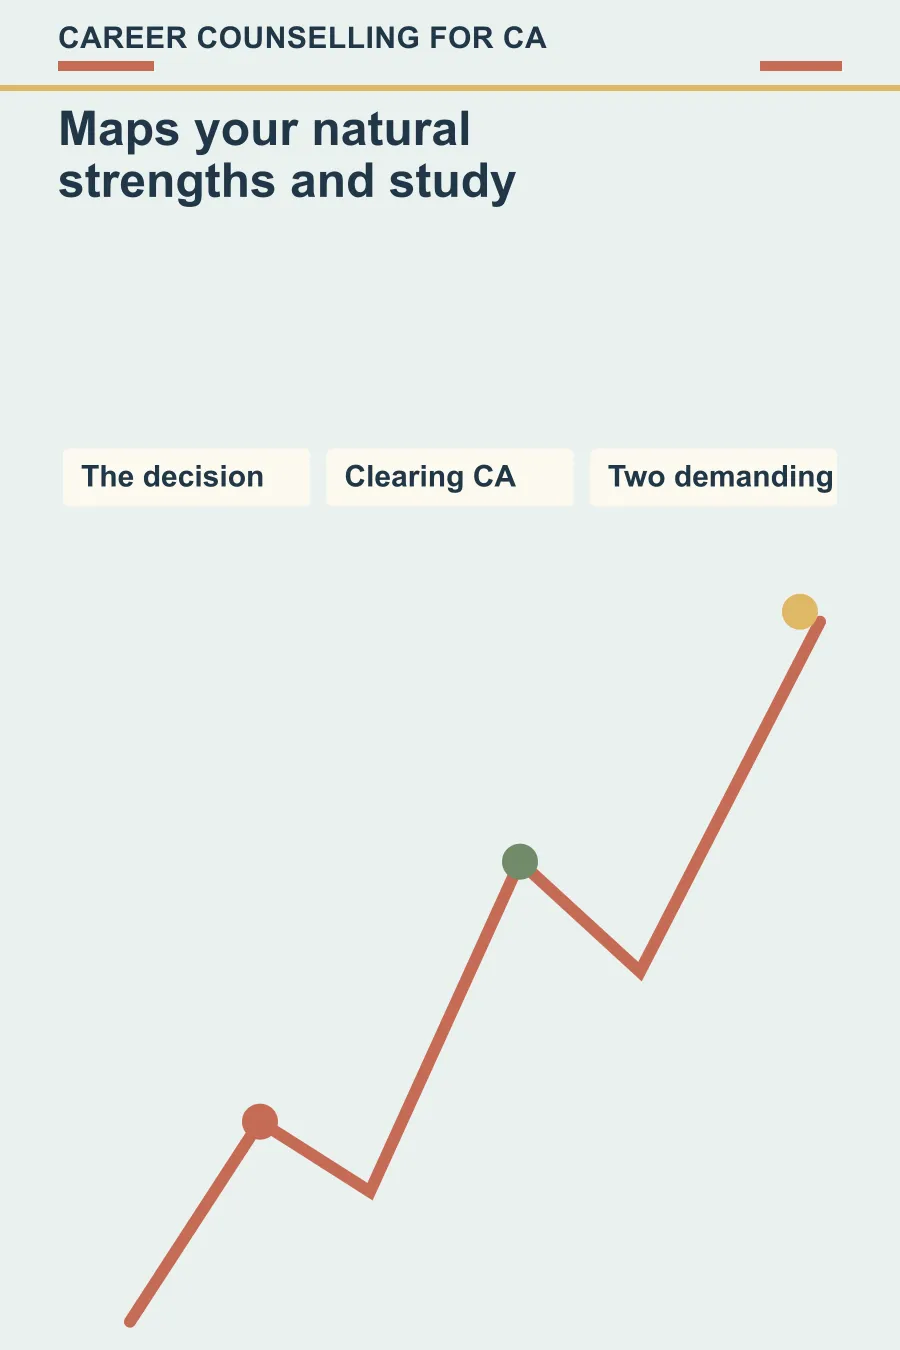 CAREER COUNSELLING FOR CA
Maps your natural
strengths and study
The decision
Clearing CA
Two demanding